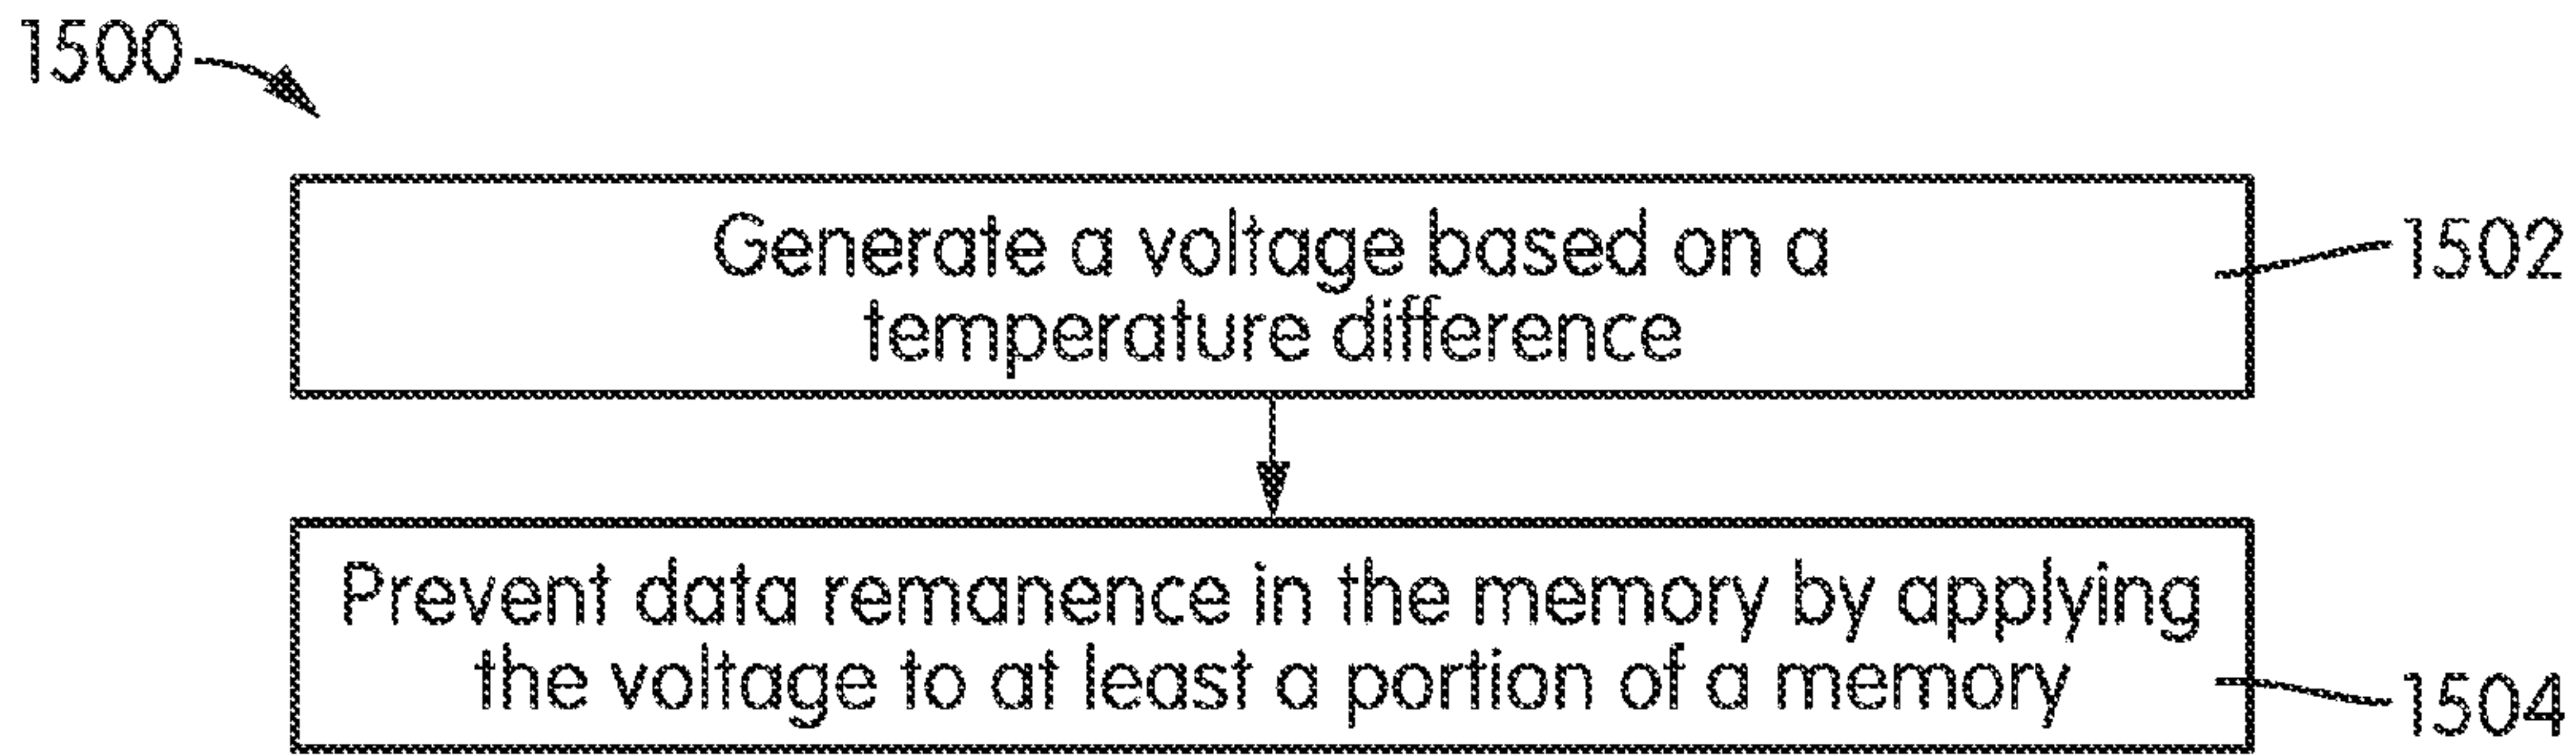 1500
Generate a voltage based on a
temperature difference
1502
Prevent data remanence in the memory by applying
the voltage to at least a portion of a memory
1504